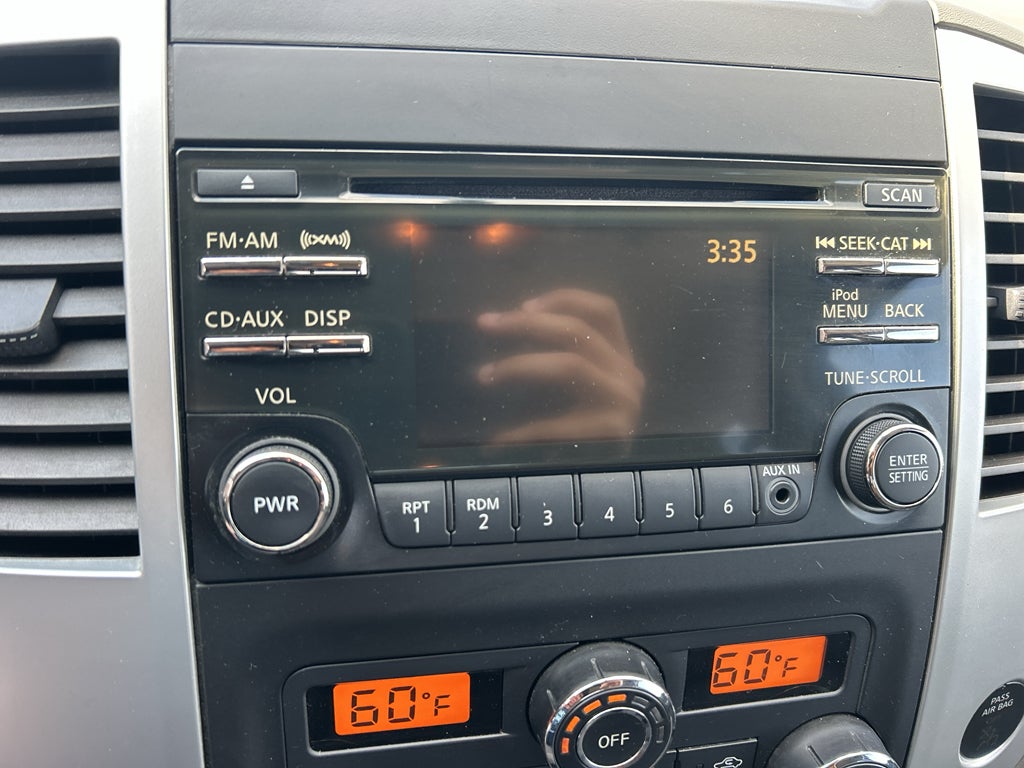 SCAN
FM·AM
((XM))
3:35
SEEK·CAT
CD·AUX
DISP
iPod
MENU
BACK
VOL
TUNE·SCROLL
PWR
RPT
1
RDM
2
3
4
5
6
AUX IN
ENTER
SETTING
60°F
60°F
OFF
PASS
AIR BAG